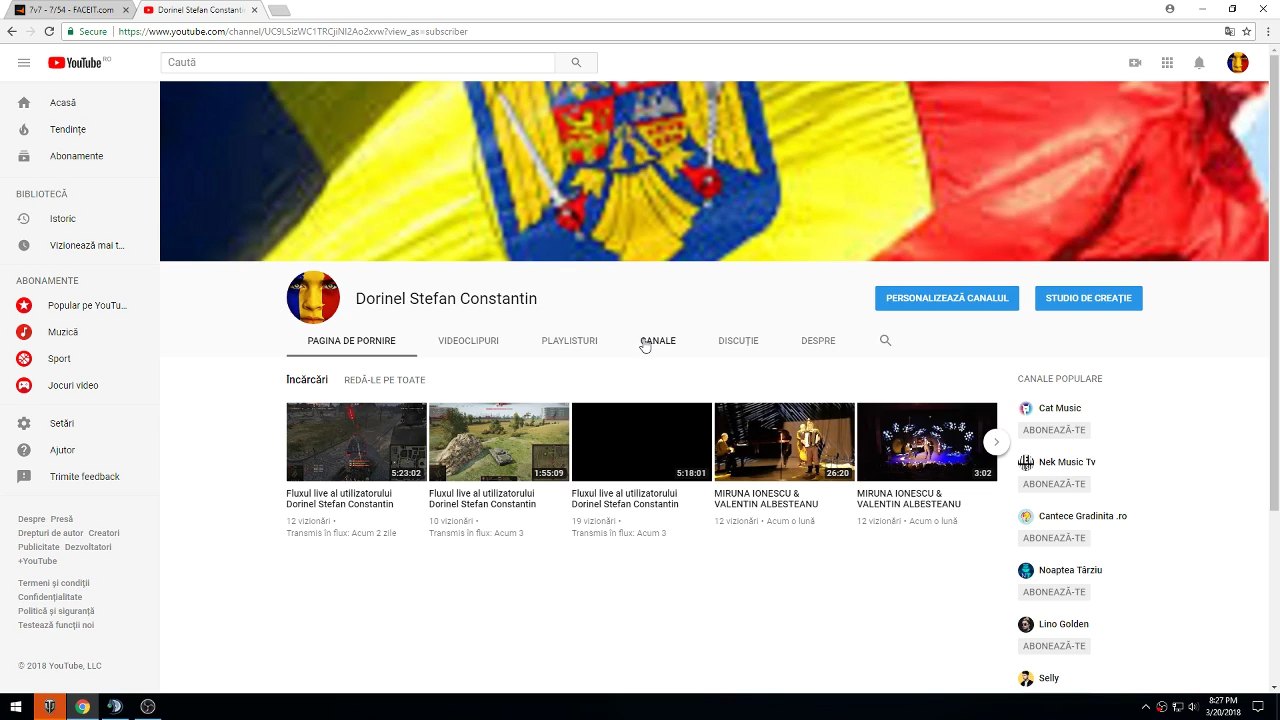 7v7 - 7/54 - FACEIT.com
Dorinel Stefan Constantin
Secure
https://www.youtube.com/channel/UC9LSizWC1TRCjiNI2Ao2xvw?view_as=subscriber
YouTube RO
Caută
Acasă
Tendințe
Abonamente
BIBLIOTECĂ
Istoric
Vizionează mai t...
ABONAMENTE
Popular pe YouTu...
Muzică
Sport
Jocuri video
Setări
Ajutor
Trimite feedback
Despre Presă
Drepturi de autor Creatori
Publicitate Dezvoltatori
+YouTube
Termeni și condiții
Confidențialitate
Politică și siguranță
Testează funcții noi
© 2018 YouTube, LLC
Dorinel Stefan Constantin
PERSONALIZEAZĂ CANALUL
STUDIO DE CREAȚIE
PAGINA DE PORNIRE
VIDEOCLIPURI
PLAYLISTURI
CANALE
DISCUȚIE
DESPRE
Încărcări
REDĂ-LE PE TOATE
5:23:02
Fluxul live al utilizatorului
Dorinel Stefan Constantin
12 vizionări •
Transmis în flux: Acum 2 zile
1:55:09
Fluxul live al utilizatorului
Dorinel Stefan Constantin
10 vizionări •
Transmis în flux: Acum 3
5:18:01
Fluxul live al utilizatorului
Dorinel Stefan Constantin
19 vizionări •
Transmis în flux: Acum 3
26:20
MIRUNA IONESCU &
VALENTIN ALBESTEANU
12 vizionări • Acum o lună
3:02
MIRUNA IONESCU &
VALENTIN ALBESTEANU
12 vizionări • Acum o lună
CANALE POPULARE
Cat Music
ABONEAZĂ-TE
Nek Music Tv
ABONEAZĂ-TE
Cantece Gradinita .ro
ABONEAZĂ-TE
Noaptea Târziu
ABONEAZĂ-TE
Lino Golden
ABONEAZĂ-TE
Selly
8:27 PM
3/20/2018